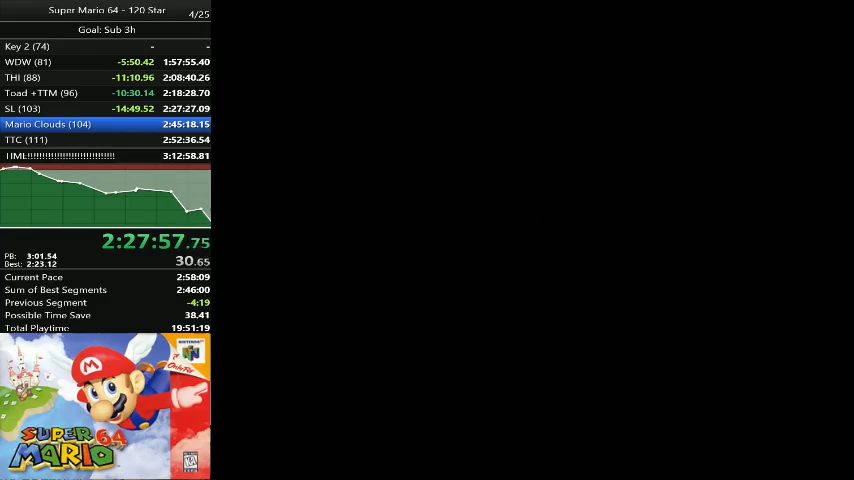 Super Mario 64 - 120 Star
4/25
Goal: Sub 3h
Key 2 (74) - -
WDW (81) -5:50.42 1:57:55.40
THI (88) -11:10.96 2:08:40.26
Toad +TTM (96) -10:30.14 2:18:28.70
SL (103) -14:49.52 2:27:27.09
Mario Clouds (104) 2:45:18.15
TTC (111) 2:52:36.54
TIME!!!!!!!!!!!!!!!!!!!!!!!!!!!!!! 3:12:58.81
2:27:57.75
PB: 3:01.54
Best: 2:23.12
30.65
Current Pace 2:58:09
Sum of Best Segments 2:46:00
Previous Segment -4:19
Possible Time Save 38.41
Total Playtime 19:51:19
NINTENDO 64
Only For
SUPER
MARIO 64
K-A